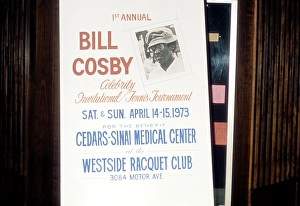 1ST ANNUAL
BILL
COSBY
Celebrity
Invitational Tennis Tournament
SAT. & SUN. APRIL 14-15, 1973
FOR THE BENEFIT
CEDARS-SINAI MEDICAL CENTER
at the
WESTSIDE RACQUET CLUB
3084 MOTOR AVE